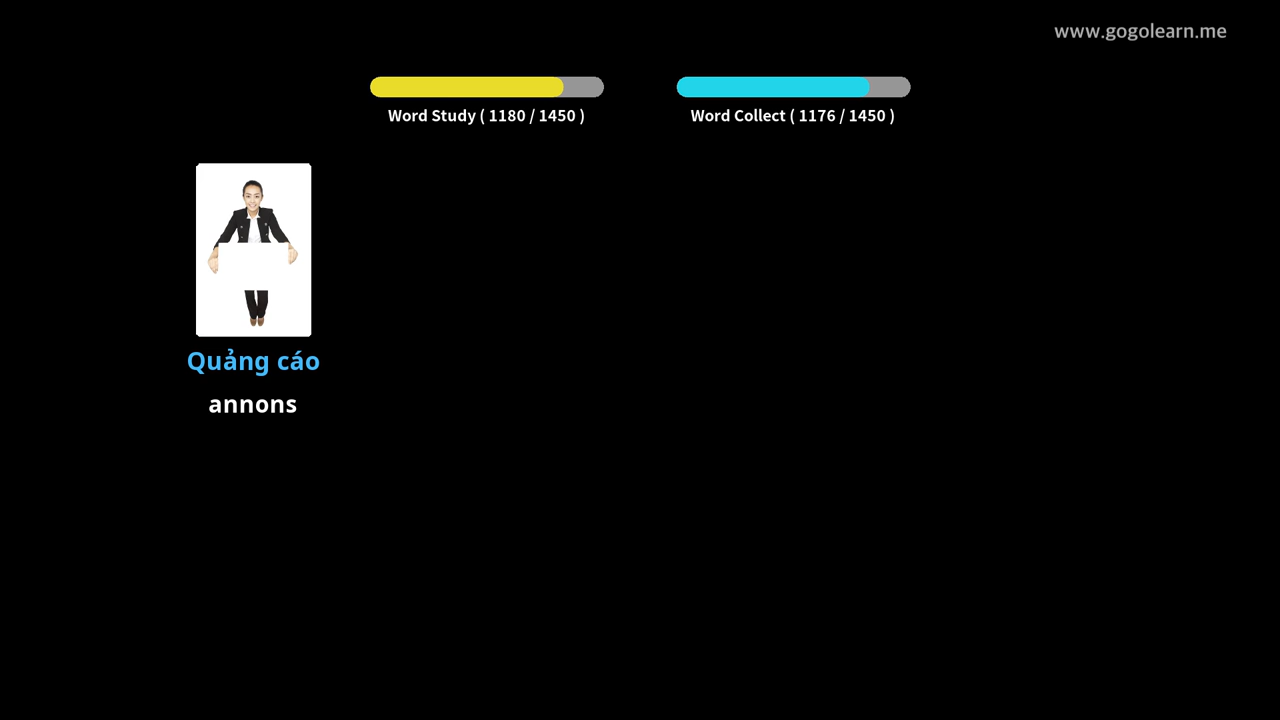 www.gogolearn.me
Word Study ( 1180 / 1450 )
Word Collect ( 1176 / 1450 )
Quảng cáo
annons